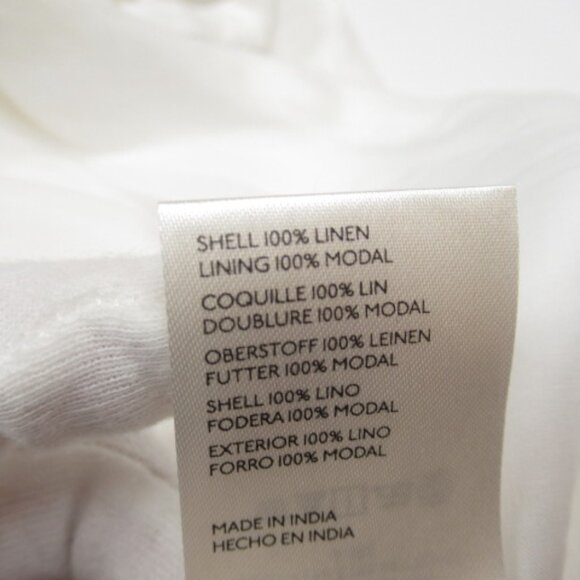 SHELL 100% LINEN
LINING 100% MODAL
COQUILLE 100% LIN
DOUBLURE 100% MODAL
OBERSTOFF 100% LEINEN
FUTTER 100% MODAL
SHELL 100% LINO
FODERA 100% MODAL
EXTERIOR 100% LINO
FORRO 100% MODAL
MADE IN INDIA
HECHO EN INDIA